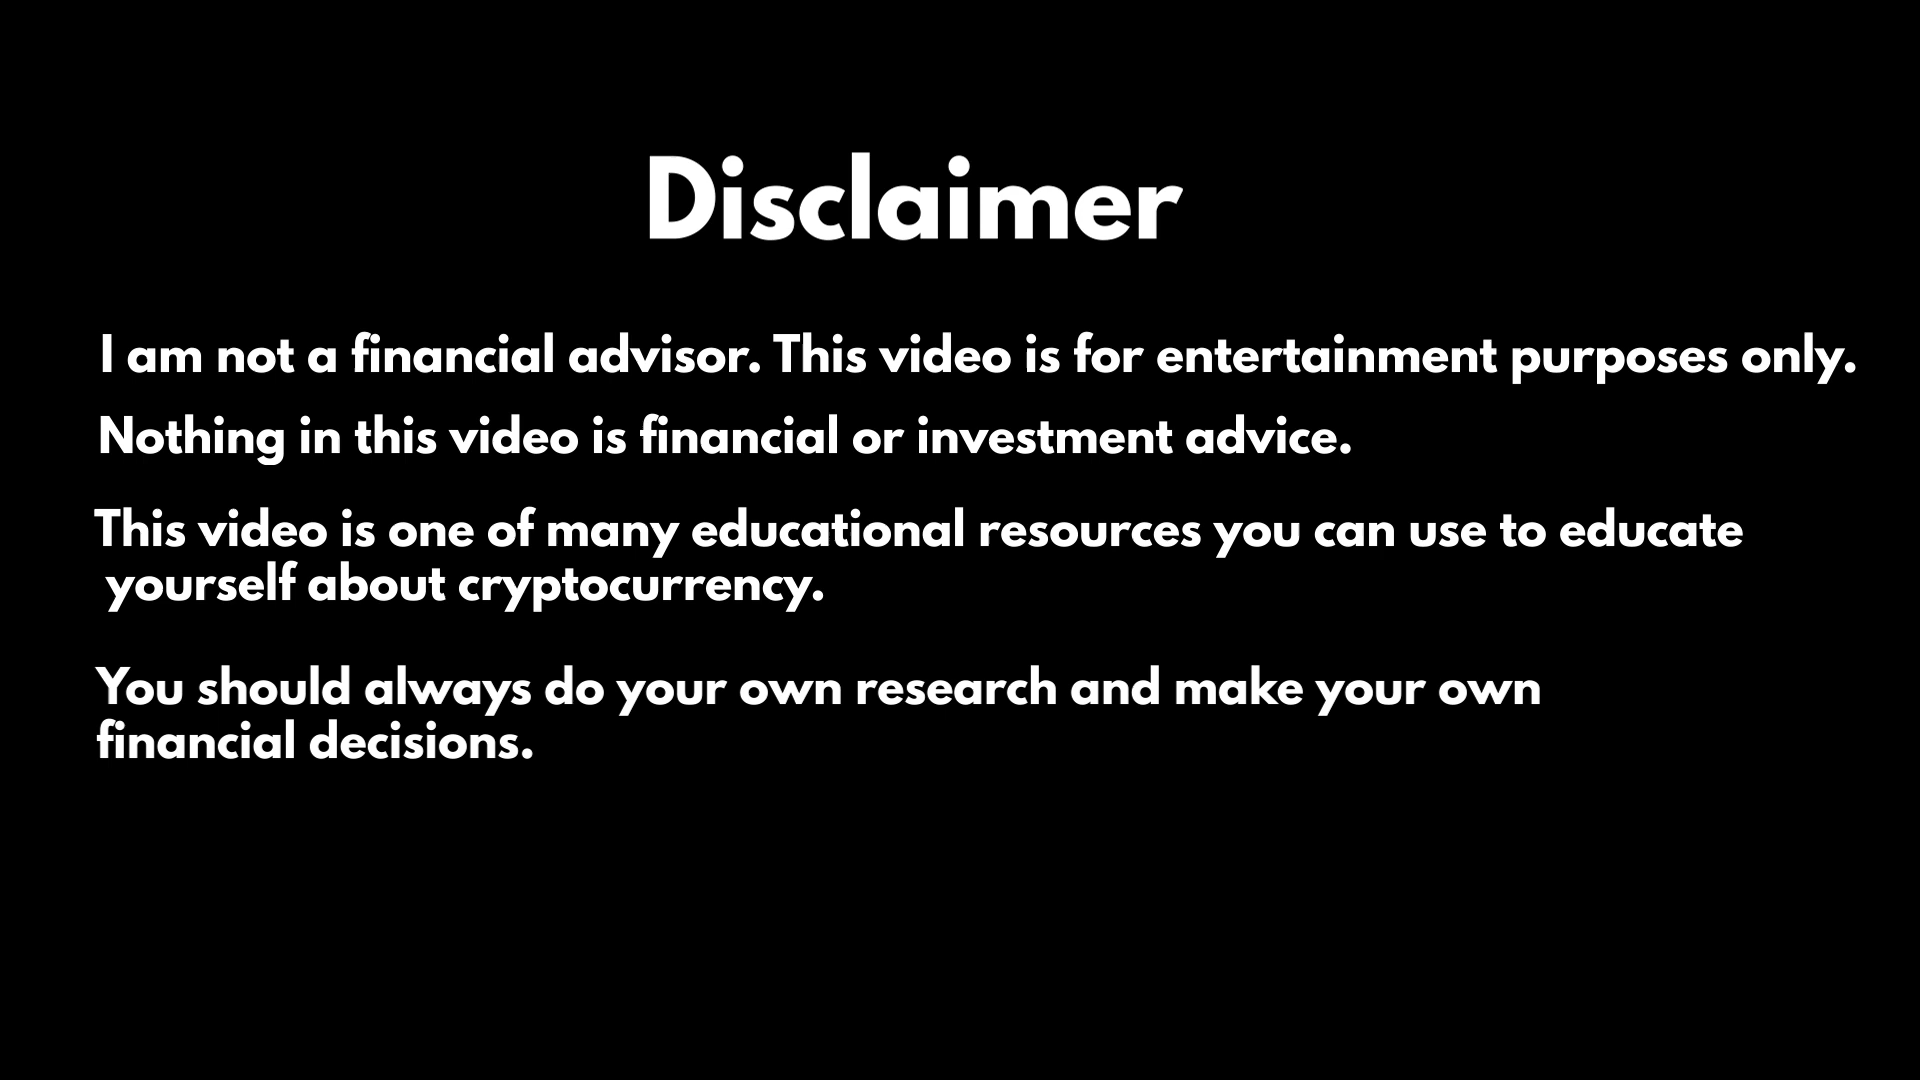 Disclaimer
I am not a financial advisor. This video is for entertainment purposes only.
Nothing in this video is financial or investment advice.
This video is one of many educational resources you can use to educate
yourself about cryptocurrency.
You should always do your own research and make your own
financial decisions.